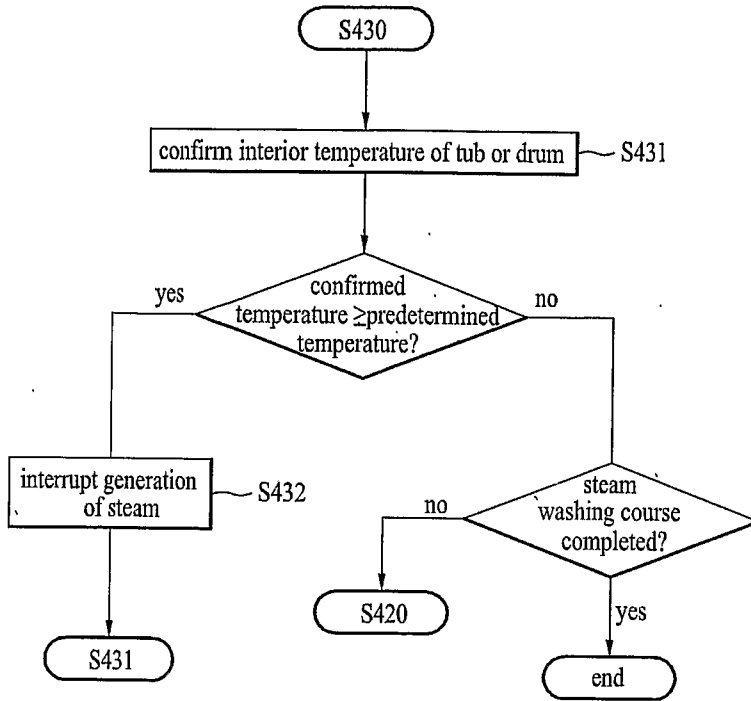 S430
confirm interior temperature of tub or drum
S431
yes
confirmed
temperature ≥predetermined
temperature?
no
interrupt generation
of steam
S432
no
steam
washing course
completed?
S420
yes
S431
end